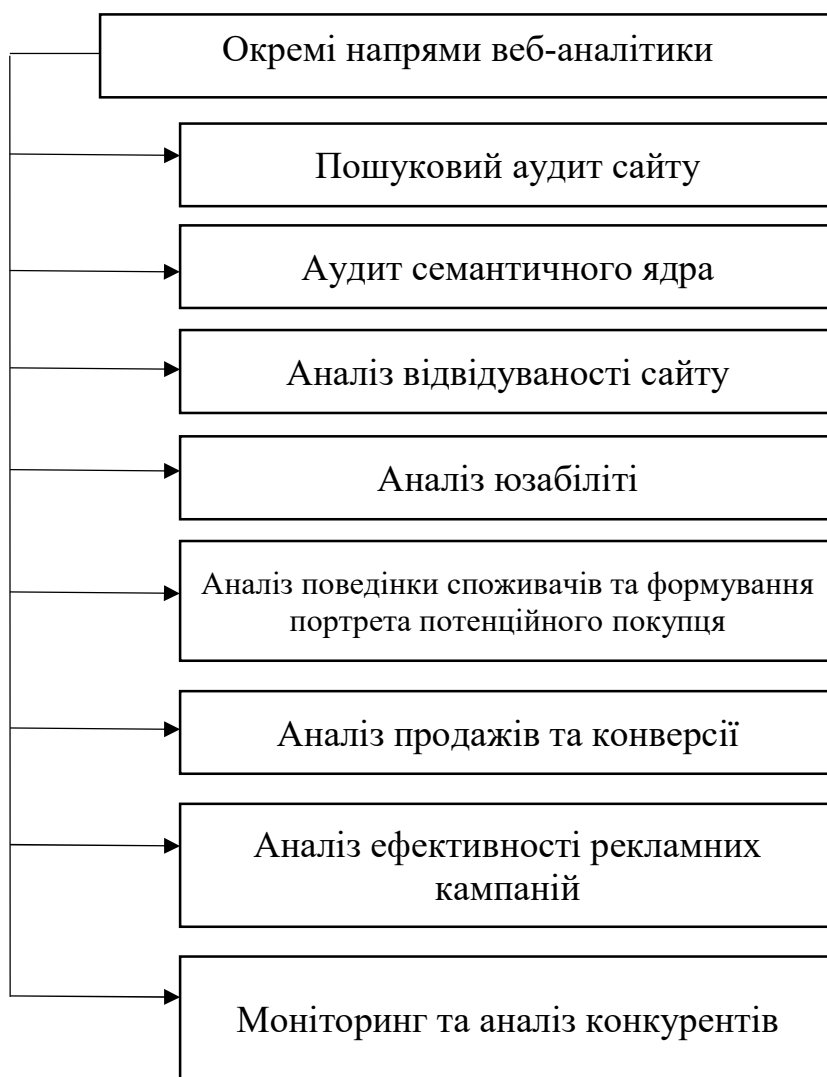 Окремі напрями веб-аналітики
Пошуковий аудит сайту
Аудит семантичного ядра
Аналіз відвідуваності сайту
Аналіз юзабіліті
Аналіз поведінки споживачів та формування
портрета потенційного покупця
Аналіз продажів та конверсії
Аналіз ефективності рекламних
кампаній
Моніторинг та аналіз конкурентів